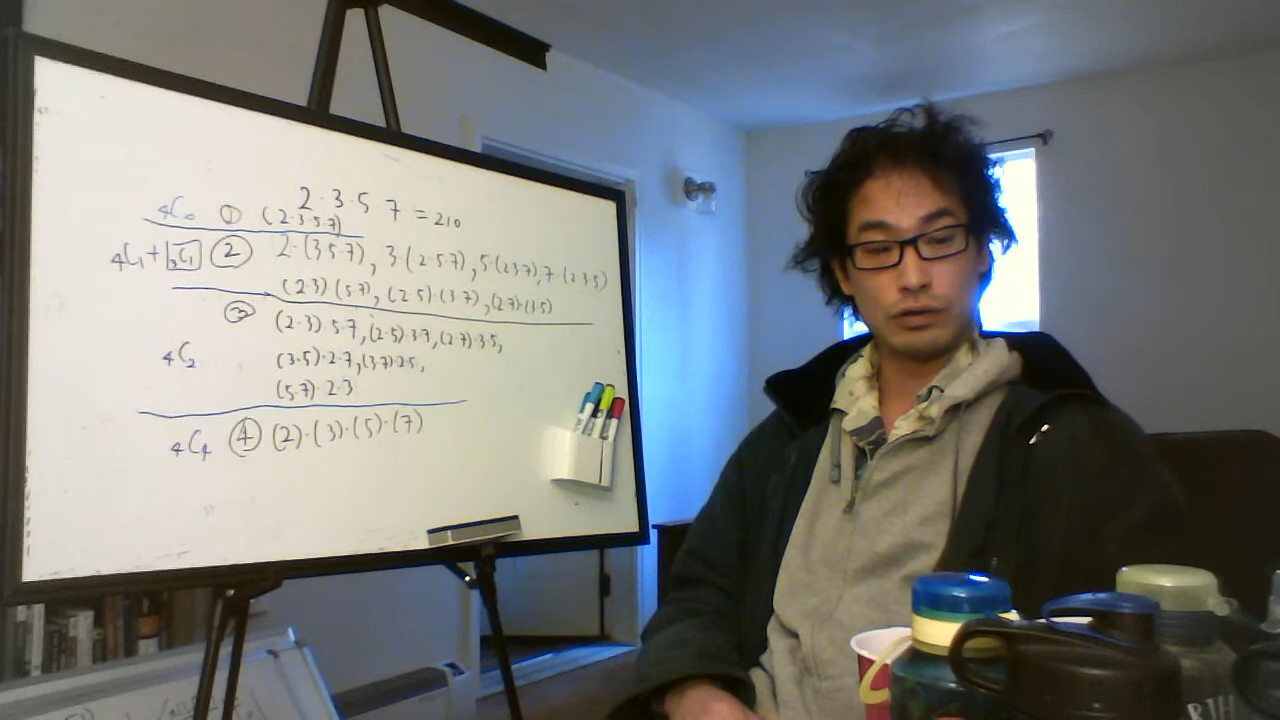 2·3·5 7 = 210
4C0 ① (2·3·5·7)
4C1 + 3C1 ② 2·(3 5 7), 3·(2·5·7), 5·(2 3 7), 7·(2·3·5)
(2·3)·(5·7), (2·5)·(3·7), (2·7)·(3·5)
③ (2·3)·5·7, (2·5)·3·7, (2·7)·3·5,
4C2 (3·5)·2·7, (3·7)·2·5,
(5·7)·2·3
4C4 ④ (2)·(3)·(5)·(7)